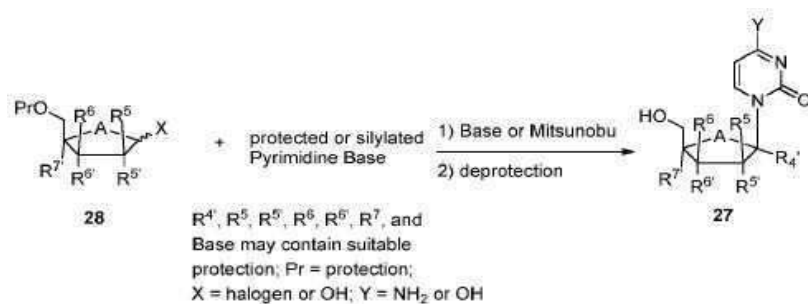 Y
N
N
O
PrO R⁶ A R⁵ X
R⁷ R⁶' R⁵'
+ protected or silylated
Pyrimidine Base
1) Base or Mitsunobu
2) deprotection
HO R⁶ A R⁵
R⁷ R⁶' R⁵' R₄'
28
27
R⁴', R⁵, R⁵', R⁶, R⁶', R⁷, and
Base may contain suitable
protection; Pr = protection;
X = halogen or OH; Y = NH₂ or OH